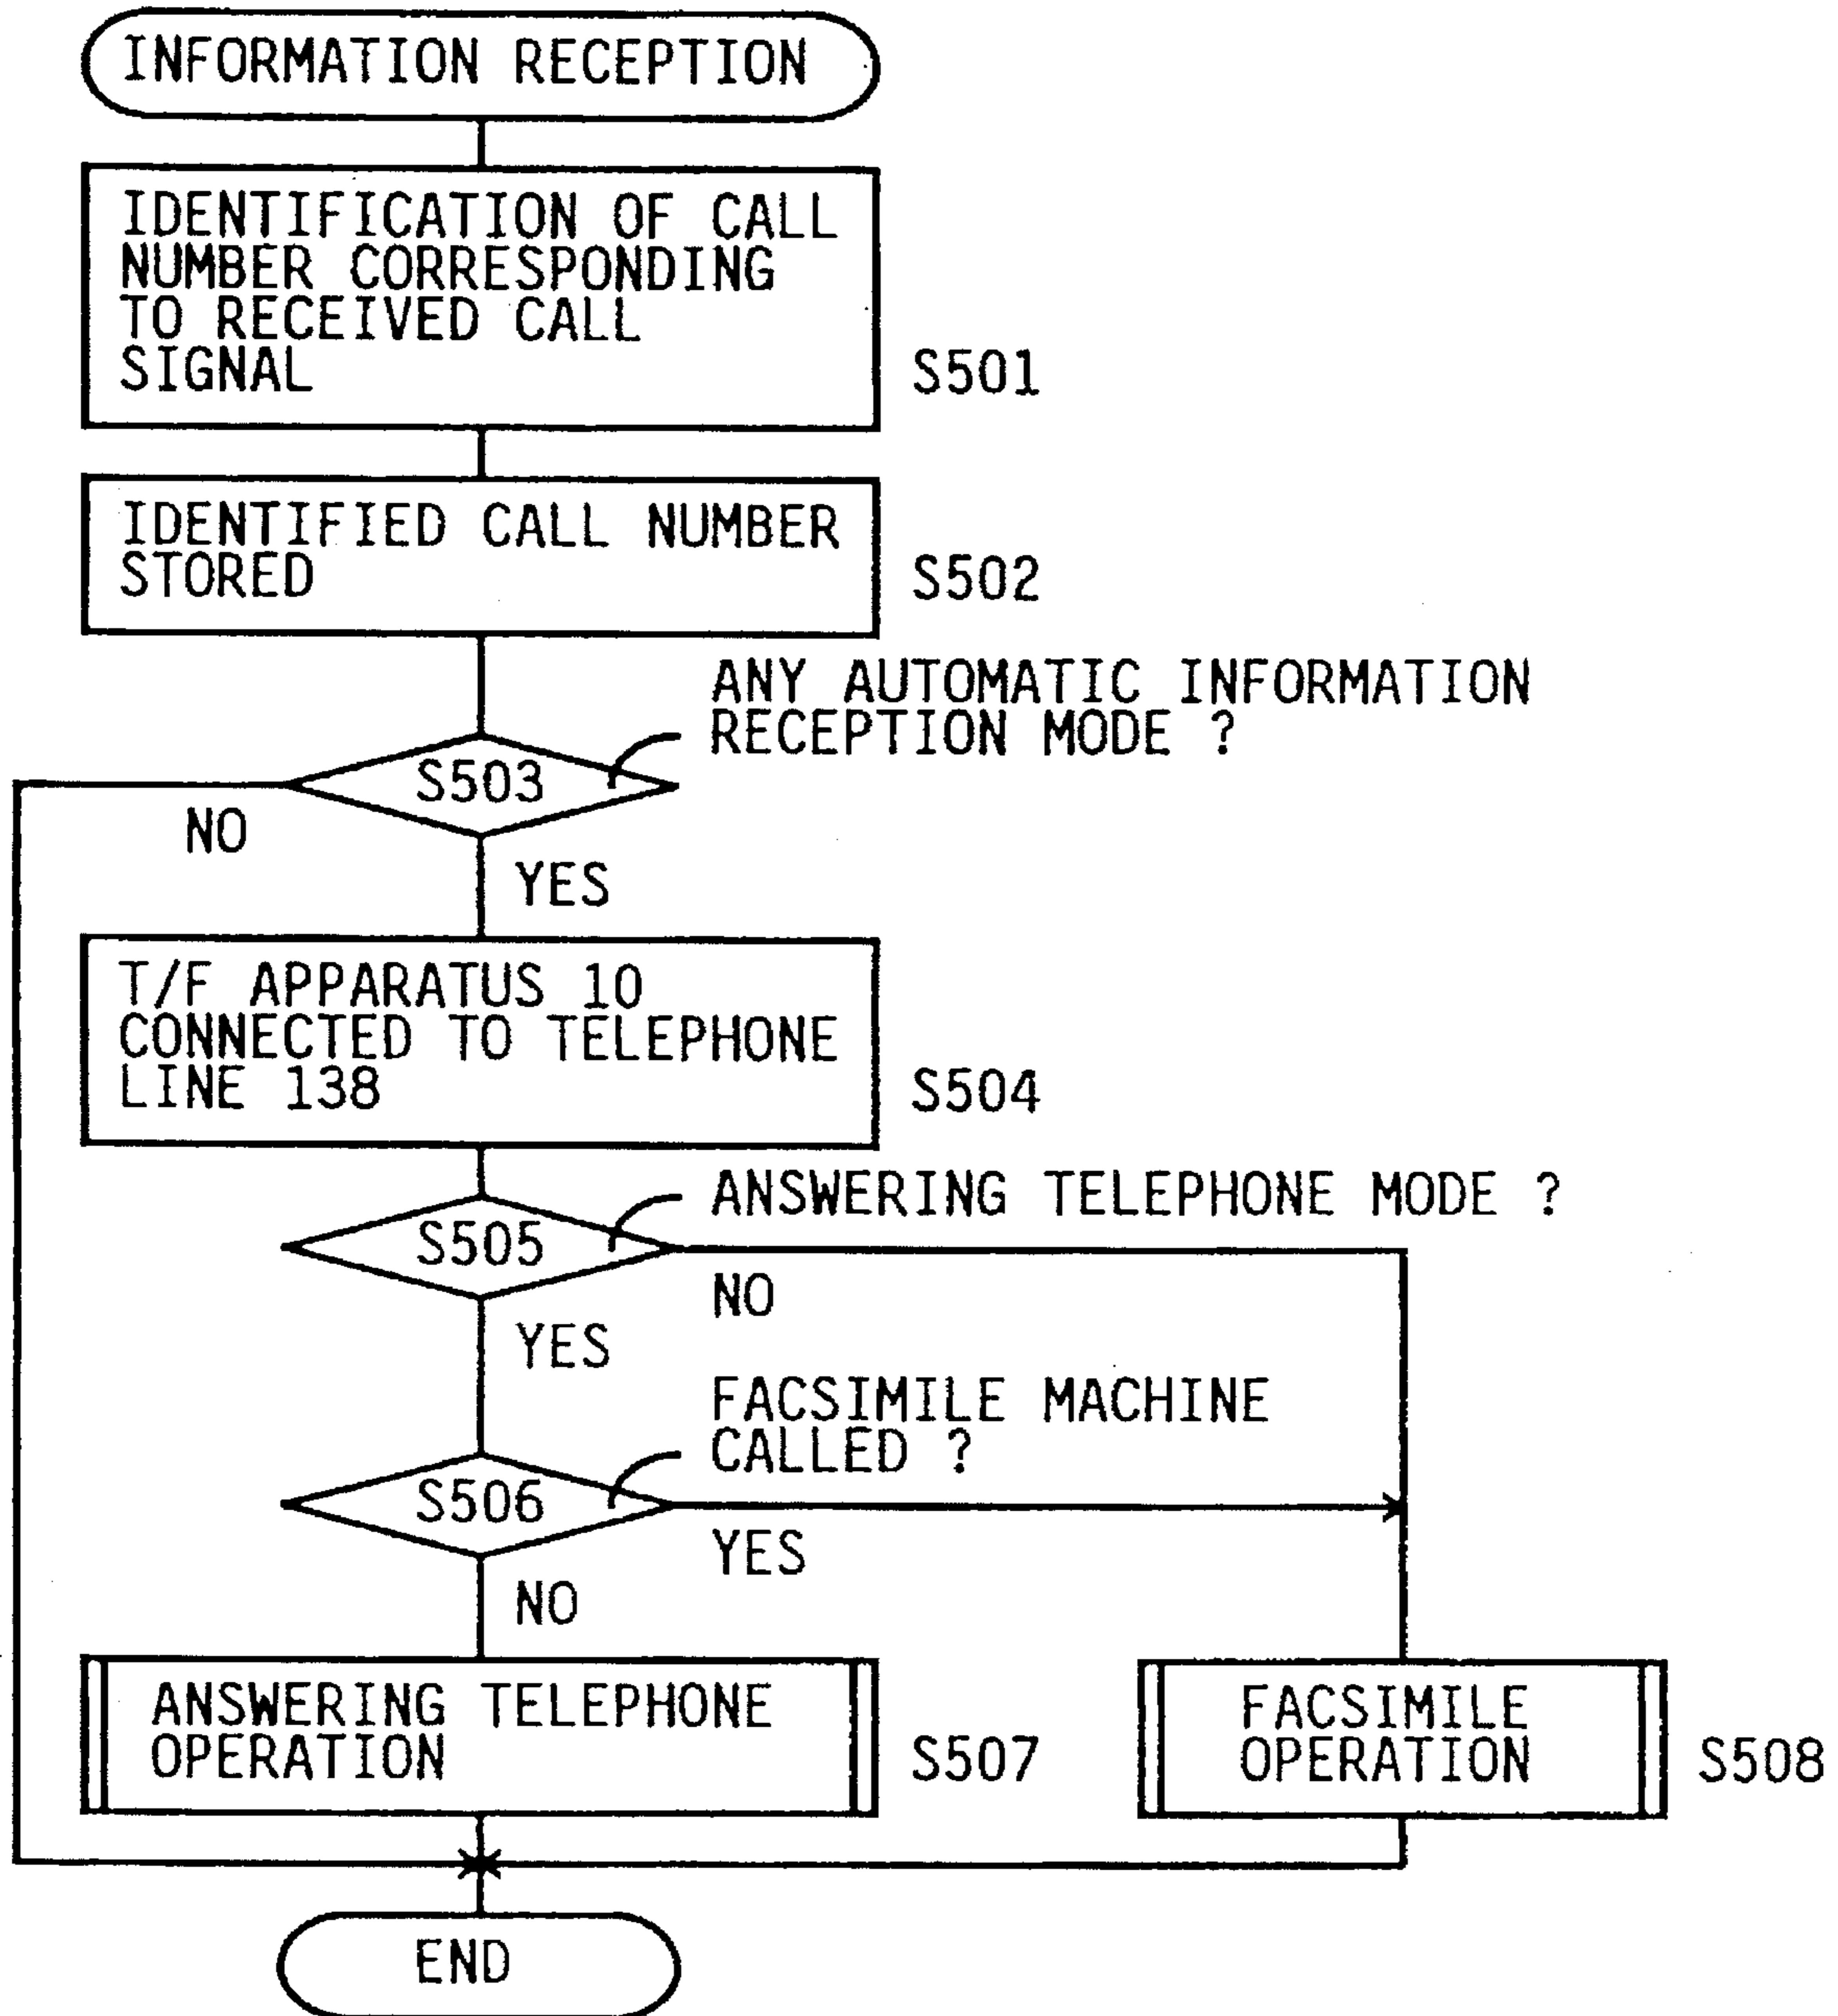 INFORMATION RECEPTION
IDENTIFICATION OF CALL
NUMBER CORRESPONDING
TO RECEIVED CALL
SIGNAL
S501
IDENTIFIED CALL NUMBER
STORED
S502
ANY AUTOMATIC INFORMATION
RECEPTION MODE ?
S503
NO
YES
T/F APPARATUS 10
CONNECTED TO TELEPHONE
LINE 138
S504
ANSWERING TELEPHONE MODE ?
S505
NO
YES
FACSIMILE MACHINE
CALLED ?
S506
YES
NO
ANSWERING TELEPHONE
OPERATION
S507
FACSIMILE
OPERATION
S508
END